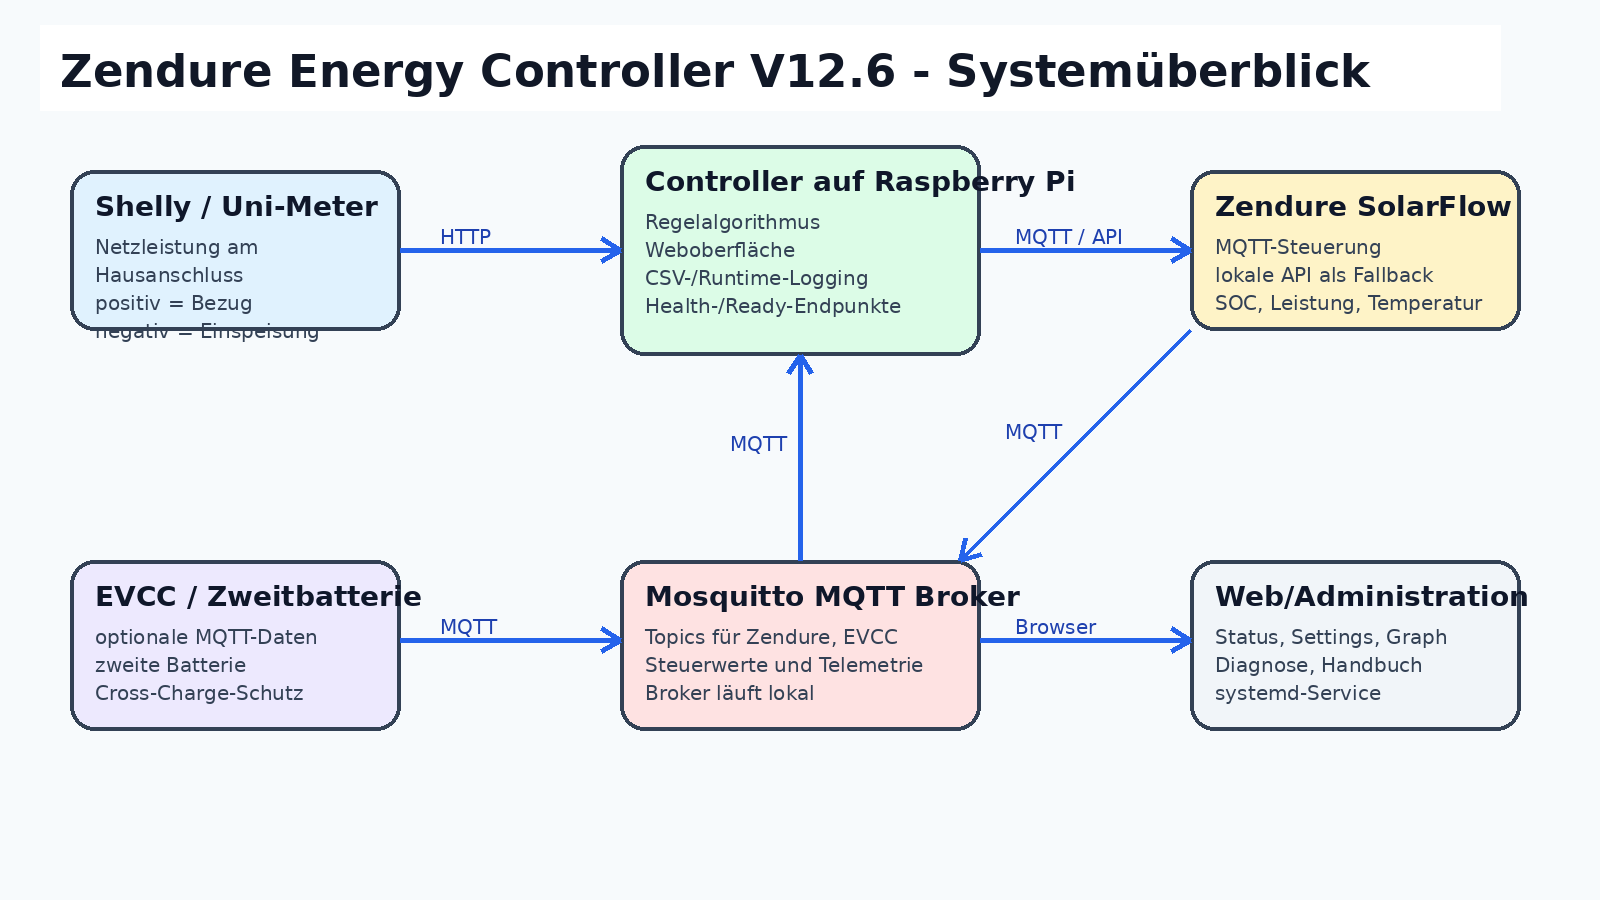 Zendure Energy Controller V12.6 - Systemüberblick
Shelly / Uni-Meter
Netzleistung am
Hausanschluss
positiv = Bezug
negativ = Einspeisung
HTTP
Controller auf Raspberry Pi
Regelalgorithmus
Weboberfläche
CSV-/Runtime-Logging
Health-/Ready-Endpunkte
MQTT / API
Zendure SolarFlow
MQTT-Steuerung
lokale API als Fallback
SOC, Leistung, Temperatur
MQTT
MQTT
EVCC / Zweitbatterie
optionale MQTT-Daten
zweite Batterie
Cross-Charge-Schutz
MQTT
Mosquitto MQTT Broker
Topics für Zendure, EVCC
Steuerwerte und Telemetrie
Broker läuft lokal
Browser
Web/Administration
Status, Settings, Graph
Diagnose, Handbuch
systemd-Service